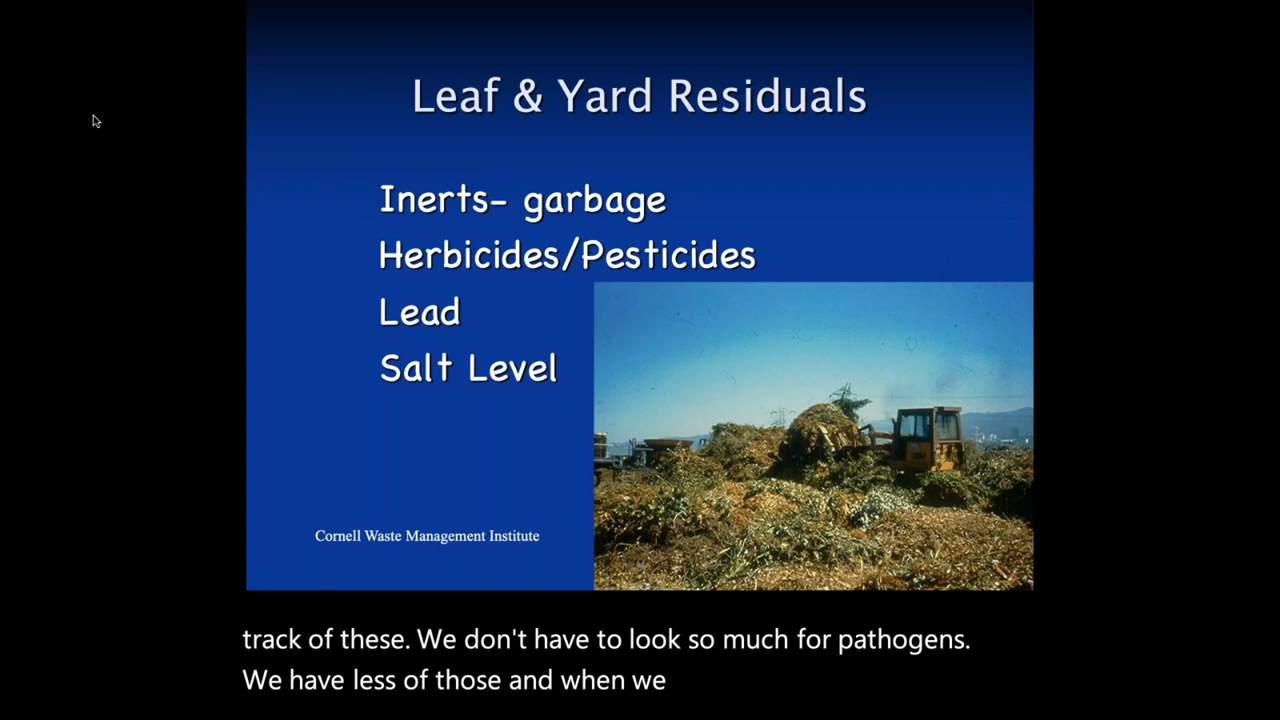 Leaf & Yard Residuals
Inerts- garbage
Herbicides/Pesticides
Lead
Salt Level
Cornell Waste Management Institute
track of these. We don't have to look so much for pathogens.
We have less of those and when we